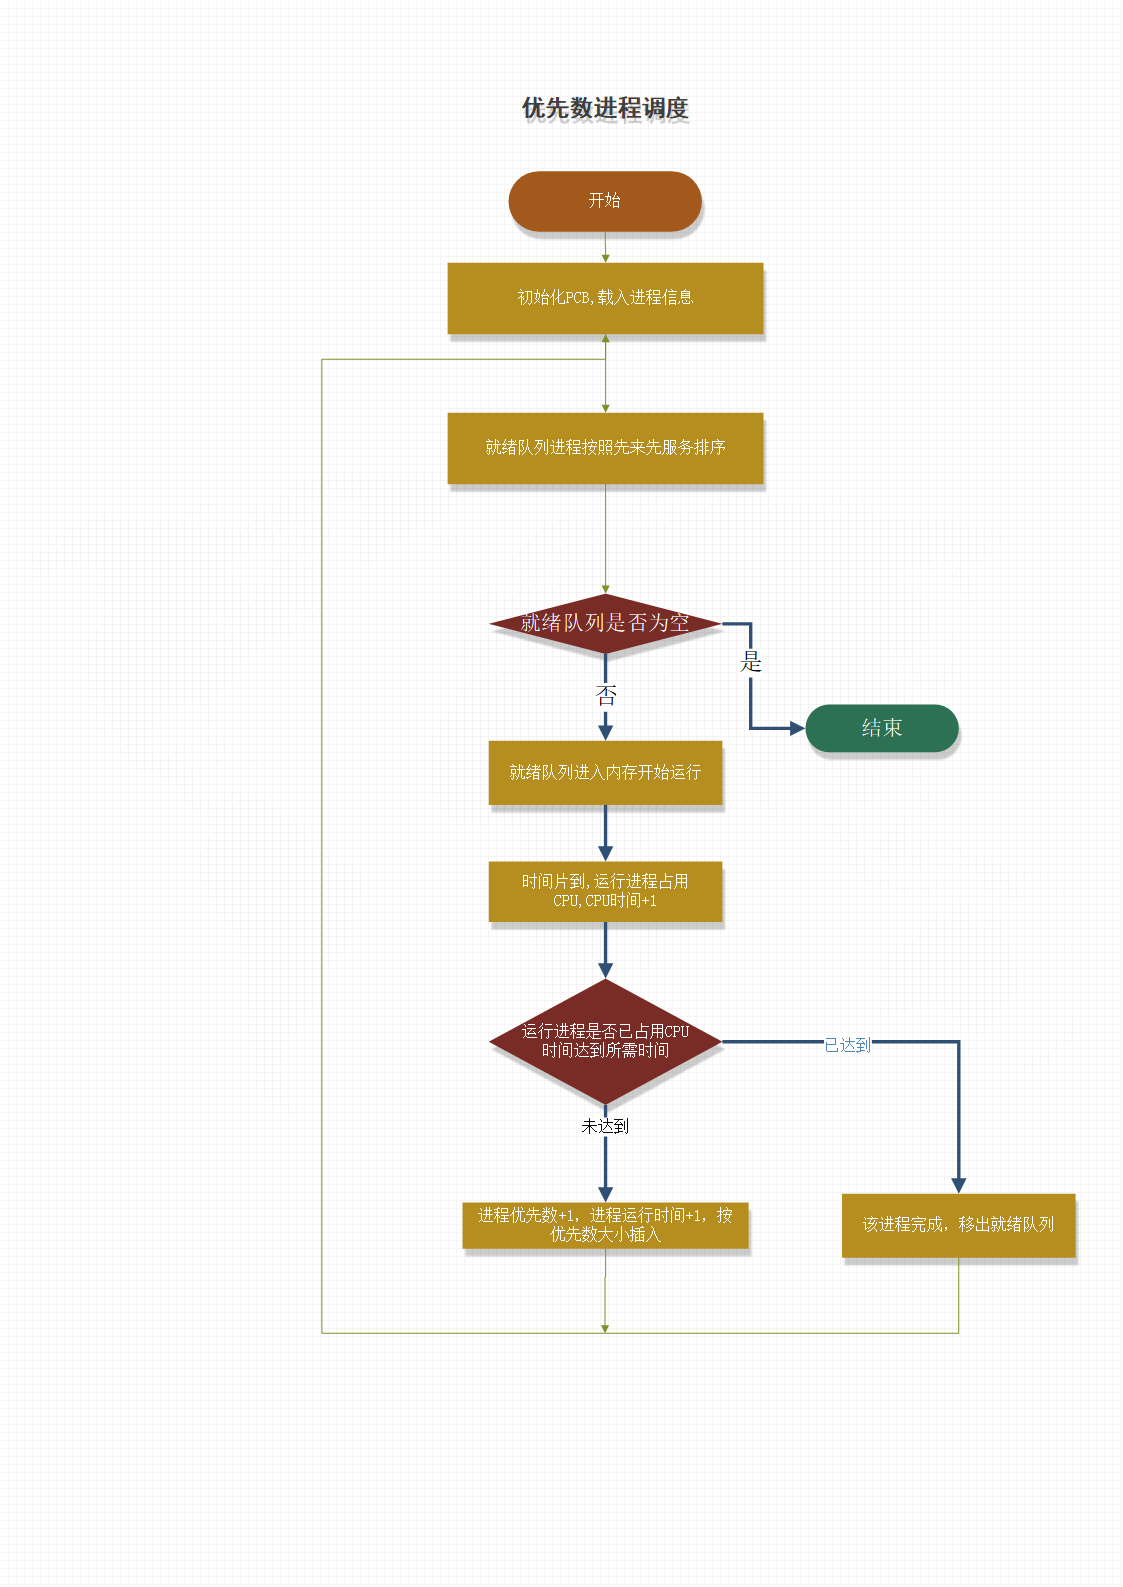 优先数进程调度
开始
初始化PCB,载入进程信息
就绪队列进程按照先来先服务排序
就绪队列是否为空
是
否
结束
就绪队列进入内存开始运行
时间片到,运行进程占用
CPU,CPU时间+1
运行进程是否已占用CPU
时间达到所需时间
已达到
未达到
进程优先数+1，进程运行时间+1，按
优先数大小插入
该进程完成，移出就绪队列